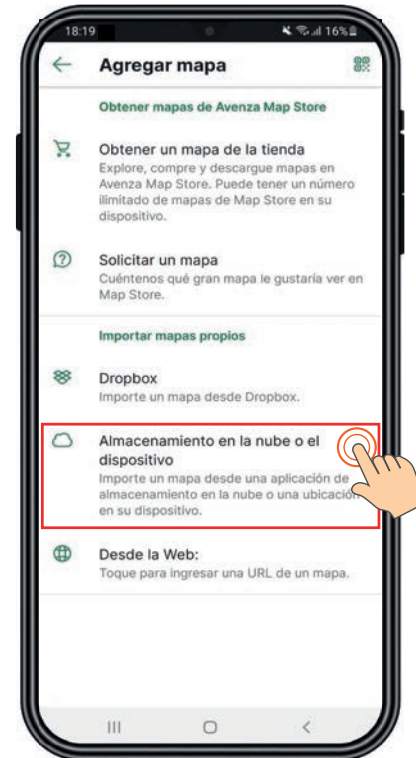 18:19 16%
Agregar mapa
Obtener mapas de Avenza Map Store
Obtener un mapa de la tienda
Explore, compre y descargue mapas en
Avenza Map Store. Puede tener un número
ilimitado de mapas de Map Store en su
dispositivo.
Solicitar un mapa
Cuéntenos qué gran mapa le gustaría ver en
Map Store.
Importar mapas propios
Dropbox
Importe un mapa desde Dropbox.
Almacenamiento en la nube o el
dispositivo
Importe un mapa desde una aplicación de
almacenamiento en la nube o una ubicación
en su dispositivo.
Desde la Web:
Toque para ingresar una URL de un mapa.